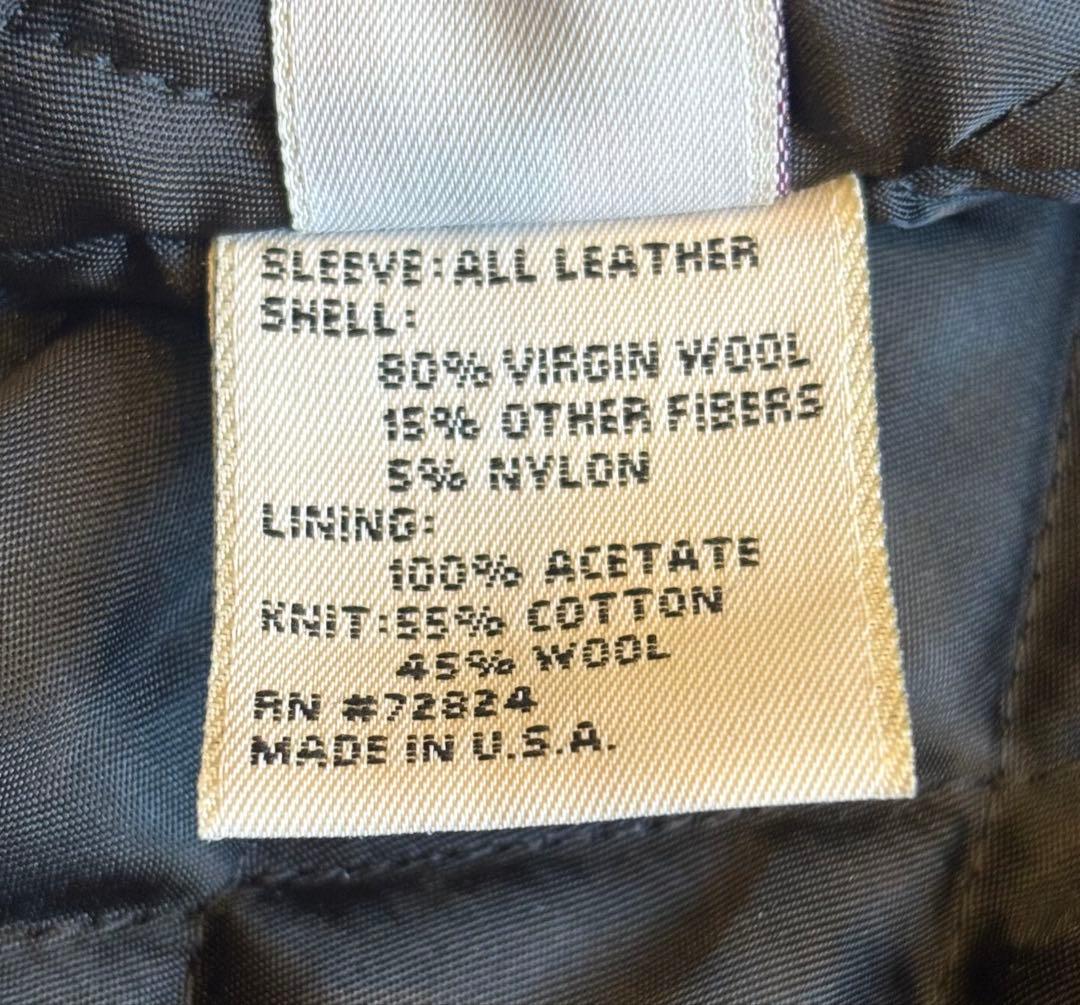 SLEEVE: ALL LEATHER
SHELL:
80% VIRGIN WOOL
15% OTHER FIBERS
5% NYLON
LINING:
100% ACETATE
KNIT: 55% COTTON
45% WOOL
RN #72824
MADE IN U.S.A.